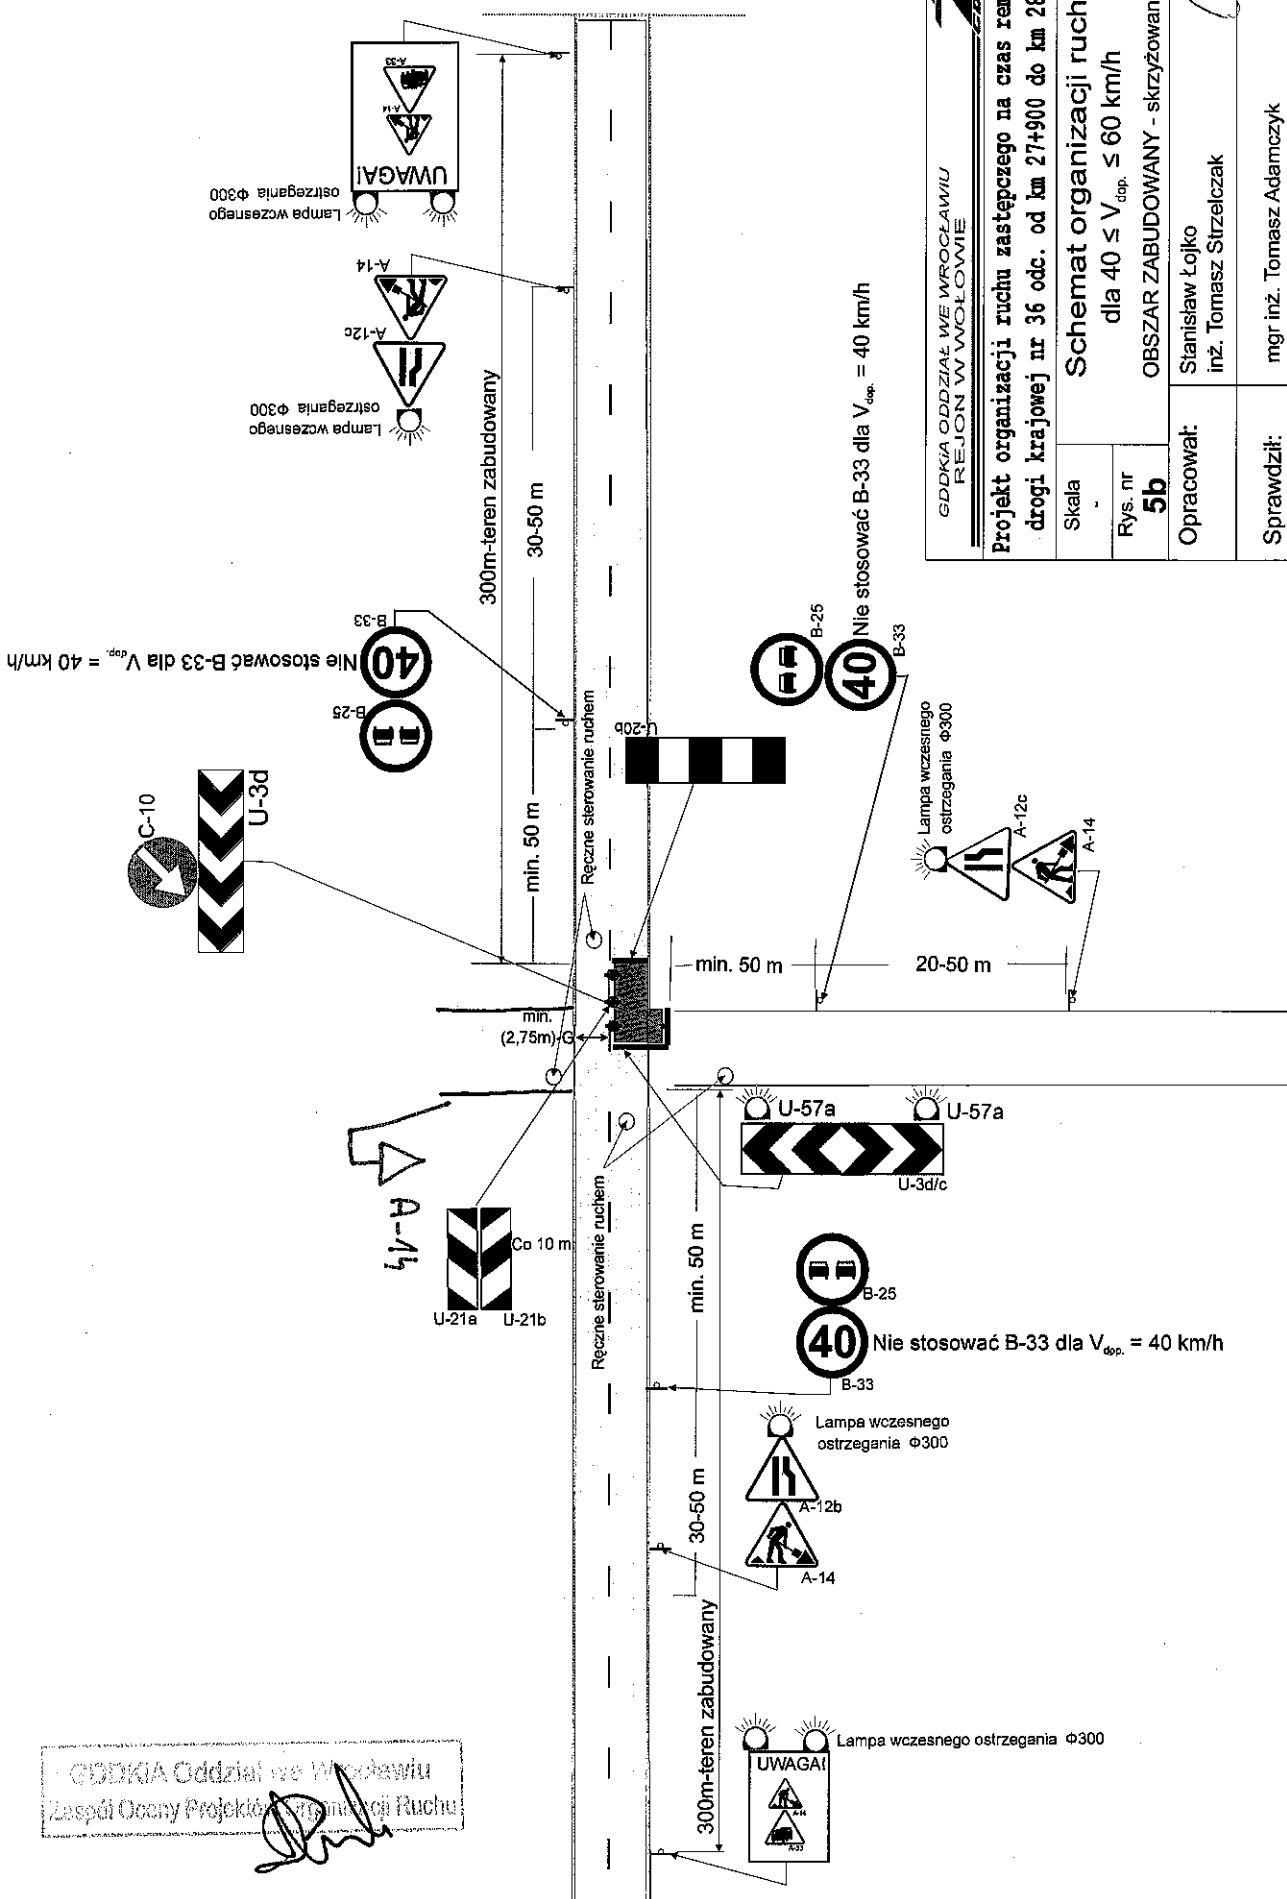 UWAGA!
A-14
A-33
Lampa wczesnego
ostrzegania Φ300
A-12c
A-14
Lampa wczesnego
ostrzegania Φ300
300m-teren zabudowany
30-50 m
min. 50 m
Nie stosować B-33 dla Vdop. = 40 km/h
40
B-33
B-25
C-10
U-3d
Ręczne sterowanie ruchem
U-20b
B-25
40
Nie stosować B-33 dla Vdop. = 40 km/h
B-33
Lampa wczesnego
ostrzegania Φ300
A-12c
A-14
min. 50 m
20-50 m
min.
(2,75m)-G
A-14
U-21a
U-21b
Co 10 m
Ręczne sterowanie ruchem
U-57a
U-57a
U-3d/c
min. 50 m
30-50 m
300m-teren zabudowany
B-25
40
Nie stosować B-33 dla Vdop. = 40 km/h
B-33
Lampa wczesnego
ostrzegania Φ300
A-12b
A-14
Lampa wczesnego ostrzegania Φ300
UWAGA!
A-14
A-33
GDDKiA Oddział we Wrocławiu
Zespół Oceny Projektów Organizacji Ruchu
GDDKiA ODDZIAŁ WE WROCŁAWIU
REJON W WOŁOWIE
Projekt organizacji ruchu zastępczego na czas
drogi krajowej nr 36 odc. od km 27+900 do km
Skala
-
Schemat organizacji ruch
dla 40 ≤ Vdop. ≤ 60 km/h
Rys. nr
5b
OBSZAR ZABUDOWANY - skrzyżowan
Opracował:
Stanisław Łojko
inż. Tomasz Strzelczak
Sprawdził:
mgr inż. Tomasz Adamczyk